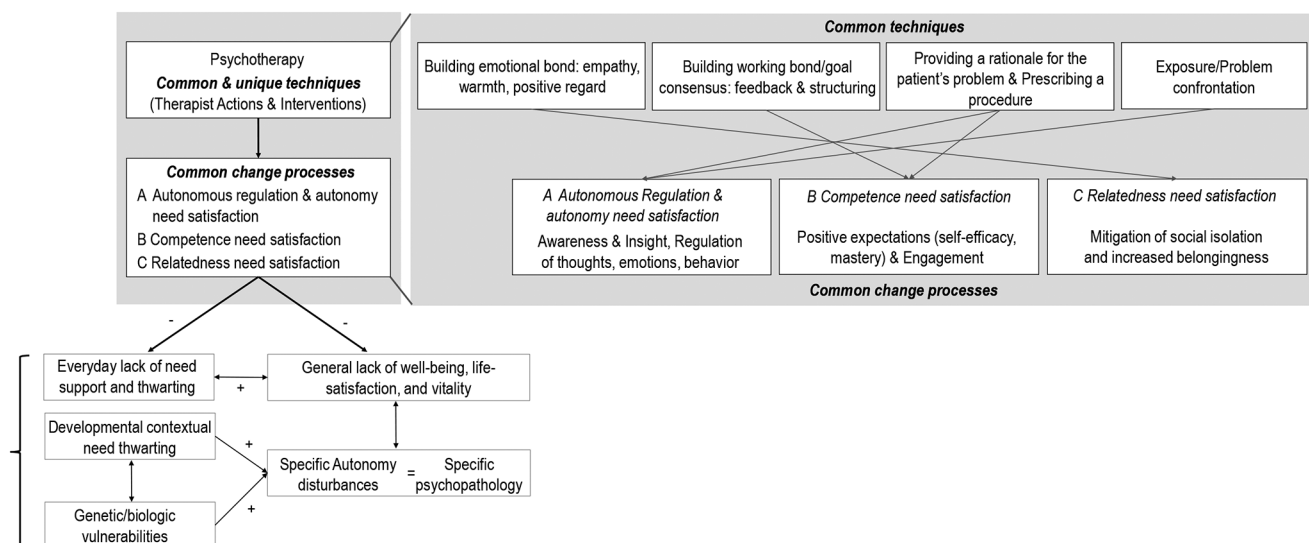 Psychotherapy
Common & unique techniques
(Therapist Actions & Interventions)
Common change processes
A Autonomous regulation & autonomy
need satisfaction
B Competence need satisfaction
C Relatedness need satisfaction
Common techniques
Building emotional bond: empathy,
warmth, positive regard
Building working bond/goal
consensus: feedback & structuring
Providing a rationale for the
patient's problem & Prescribing a
procedure
Exposure/Problem
confrontation
A Autonomous Regulation &
autonomy need satisfaction
Awareness & Insight, Regulation
of thoughts, emotions, behavior
B Competence need satisfaction
Positive expectations (self-efficacy,
mastery) & Engagement
C Relatedness need satisfaction
Mitigation of social isolation
and increased belongingness
Common change processes
-
-
Everyday lack of need
support and thwarting
+
General lack of well-being, life-
satisfaction, and vitality
Developmental contextual
need thwarting
+
Specific Autonomy
disturbances
=
Specific
psychopathology
+
Genetic/biologic
vulnerabilities